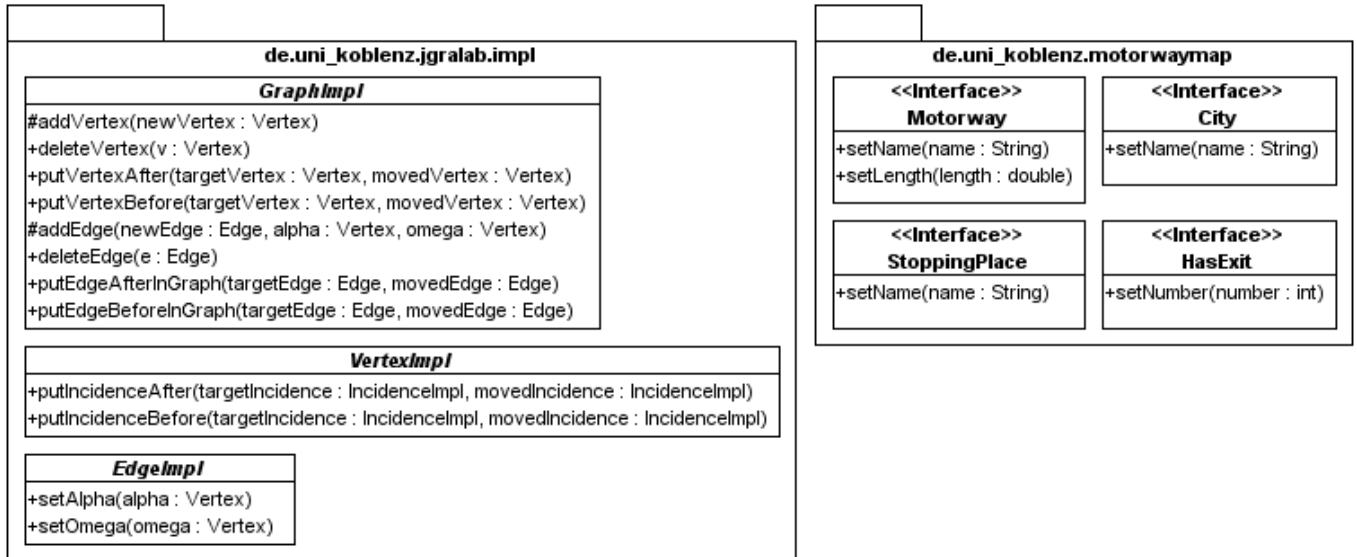 de.uni_koblenz.jgralab.impl
GraphImpl
#addVertex(newVertex : Vertex)
+deleteVertex(v : Vertex)
+putVertexAfter(targetVertex : Vertex, movedVertex : Vertex)
+putVertexBefore(targetVertex : Vertex, movedVertex : Vertex)
#addEdge(newEdge : Edge, alpha : Vertex, omega : Vertex)
+deleteEdge(e : Edge)
+putEdgeAfterInGraph(targetEdge : Edge, movedEdge : Edge)
+putEdgeBeforeInGraph(targetEdge : Edge, movedEdge : Edge)
VertexImpl
+putIncidenceAfter(targetIncidence : IncidenceImpl, movedIncidence : IncidenceImpl)
+putIncidenceBefore(targetIncidence : IncidenceImpl, movedIncidence : IncidenceImpl)
EdgeImpl
+setAlpha(alpha : Vertex)
+setOmega(omega : Vertex)
de.uni_koblenz.motorwaymap
<<Interface>>
Motorway
+setName(name : String)
+setLength(length : double)
<<Interface>>
City
+setName(name : String)
<<Interface>>
StoppingPlace
+setName(name : String)
<<Interface>>
HasExit
+setNumber(number : int)